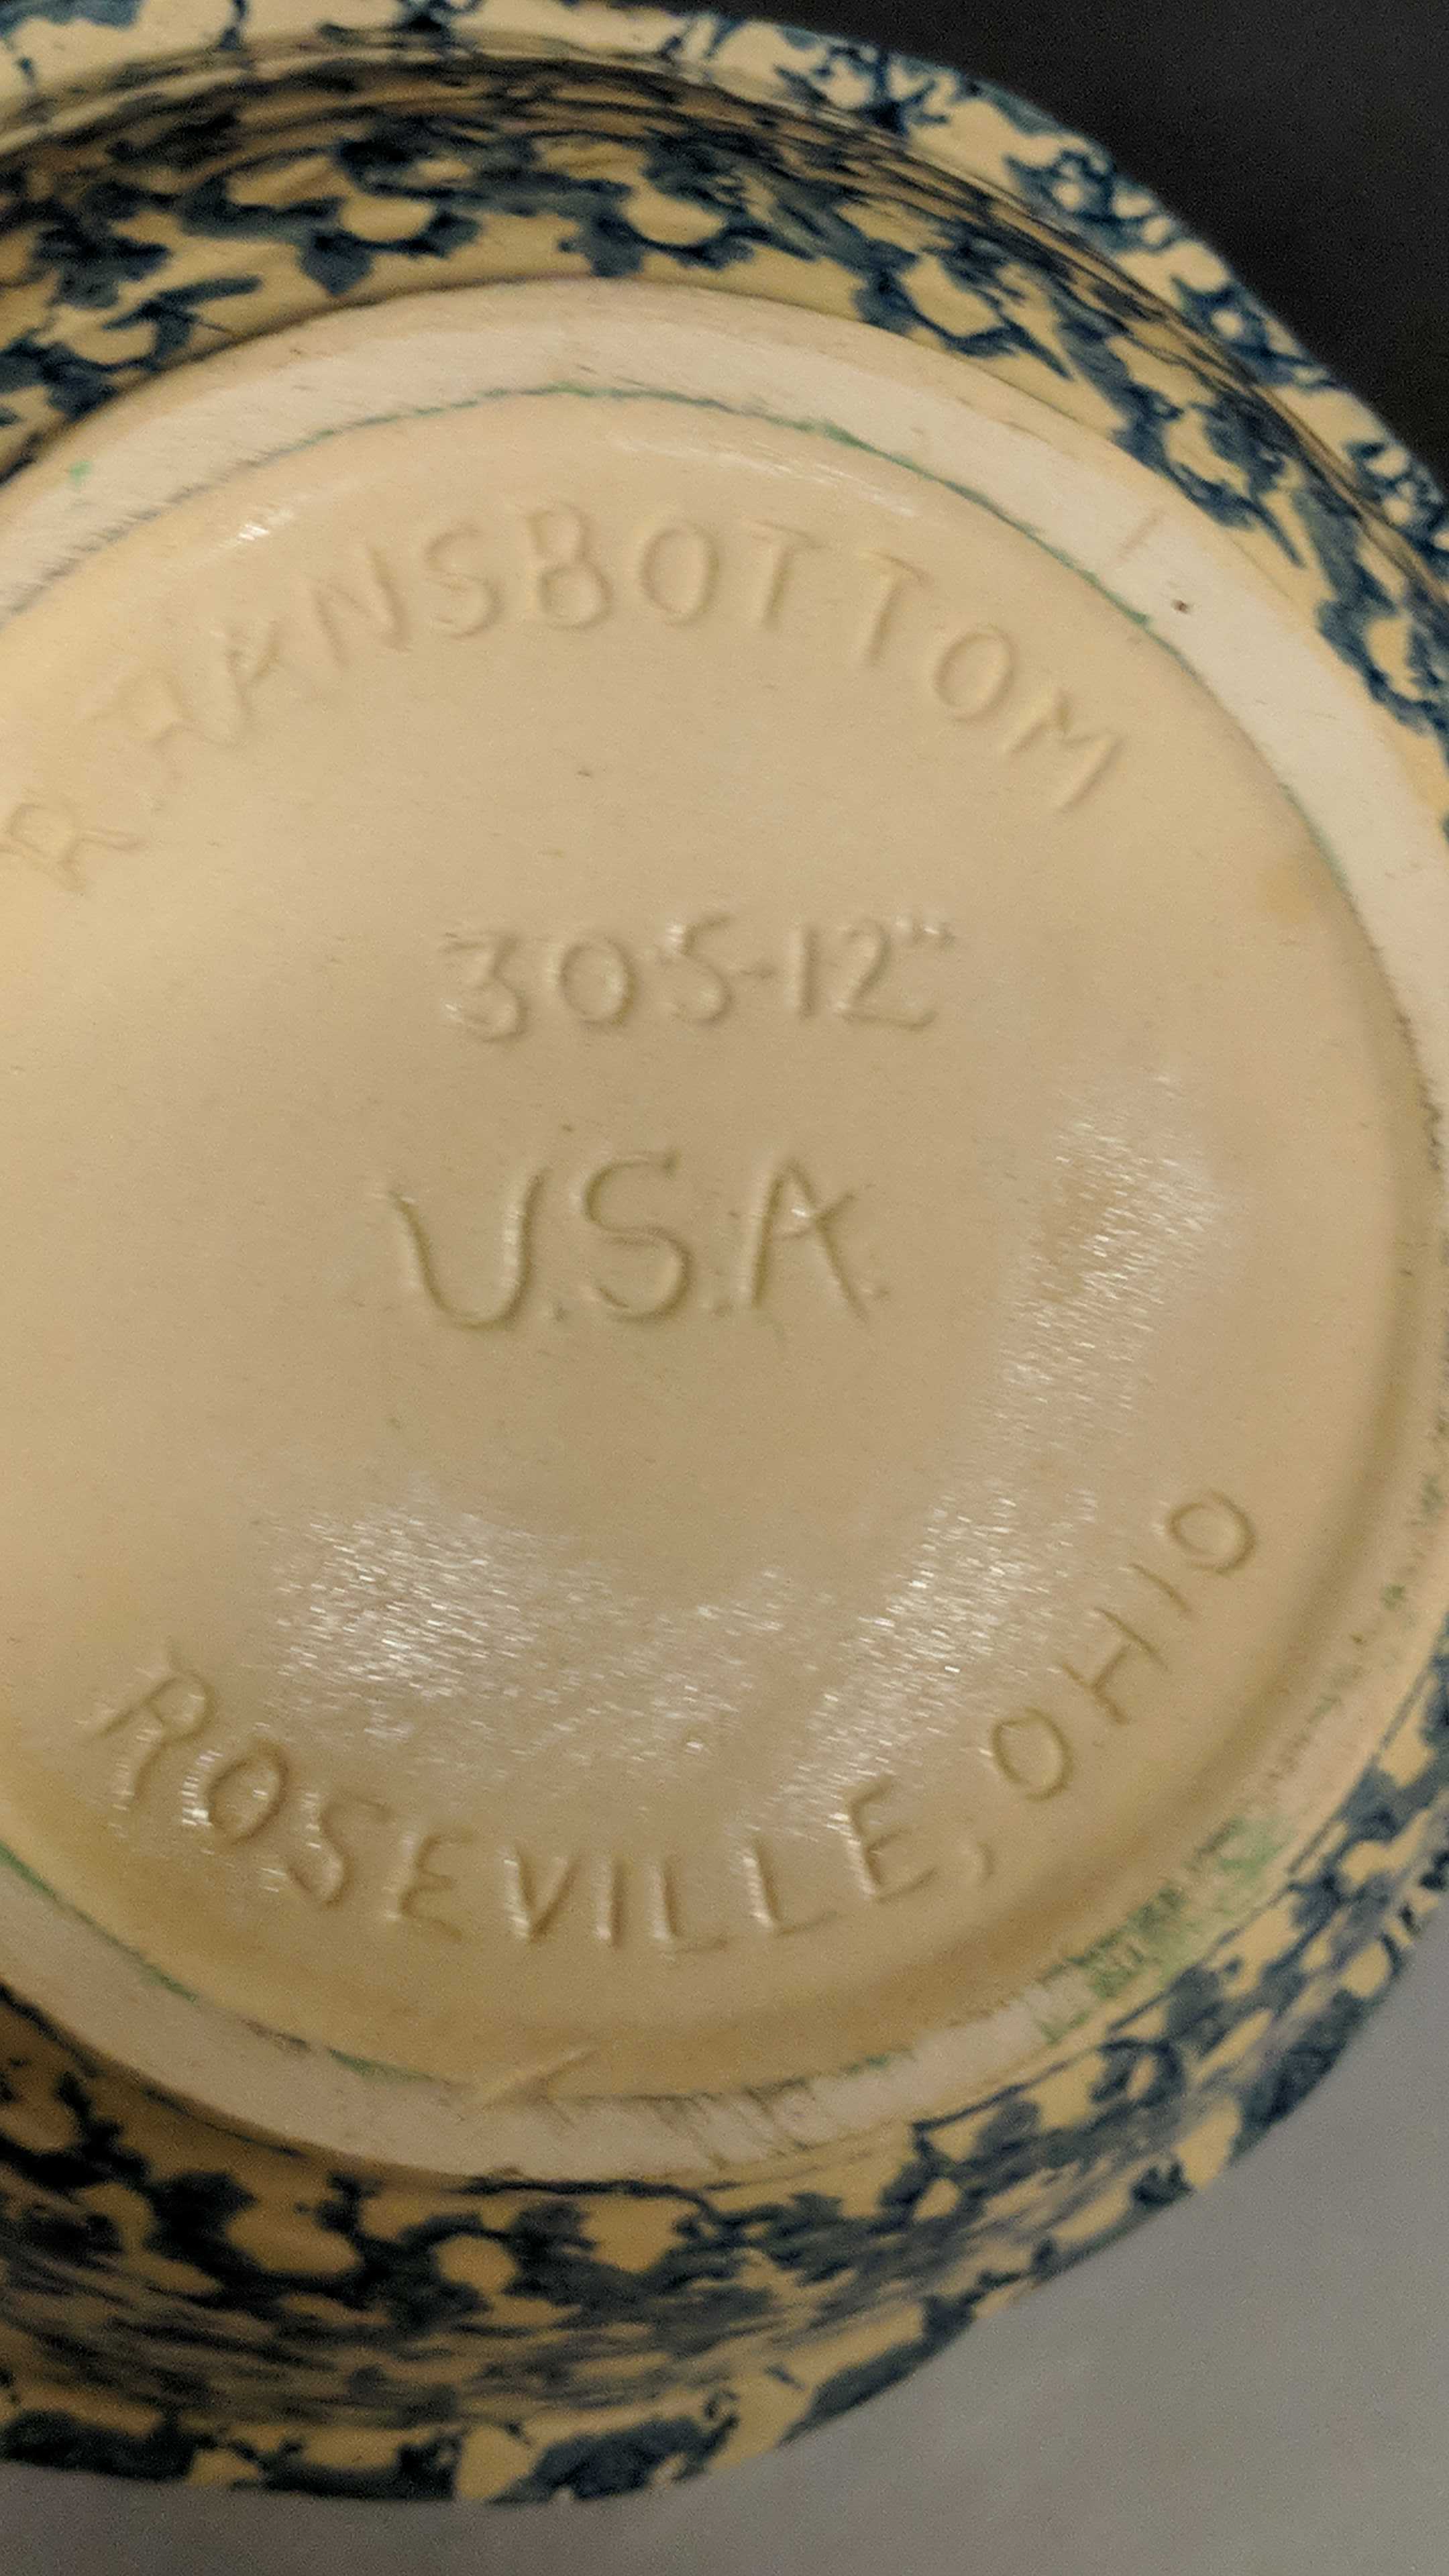 R. RANSBOTTOM
305-12"
U.S.A.
ROSEVILLE, OHIO